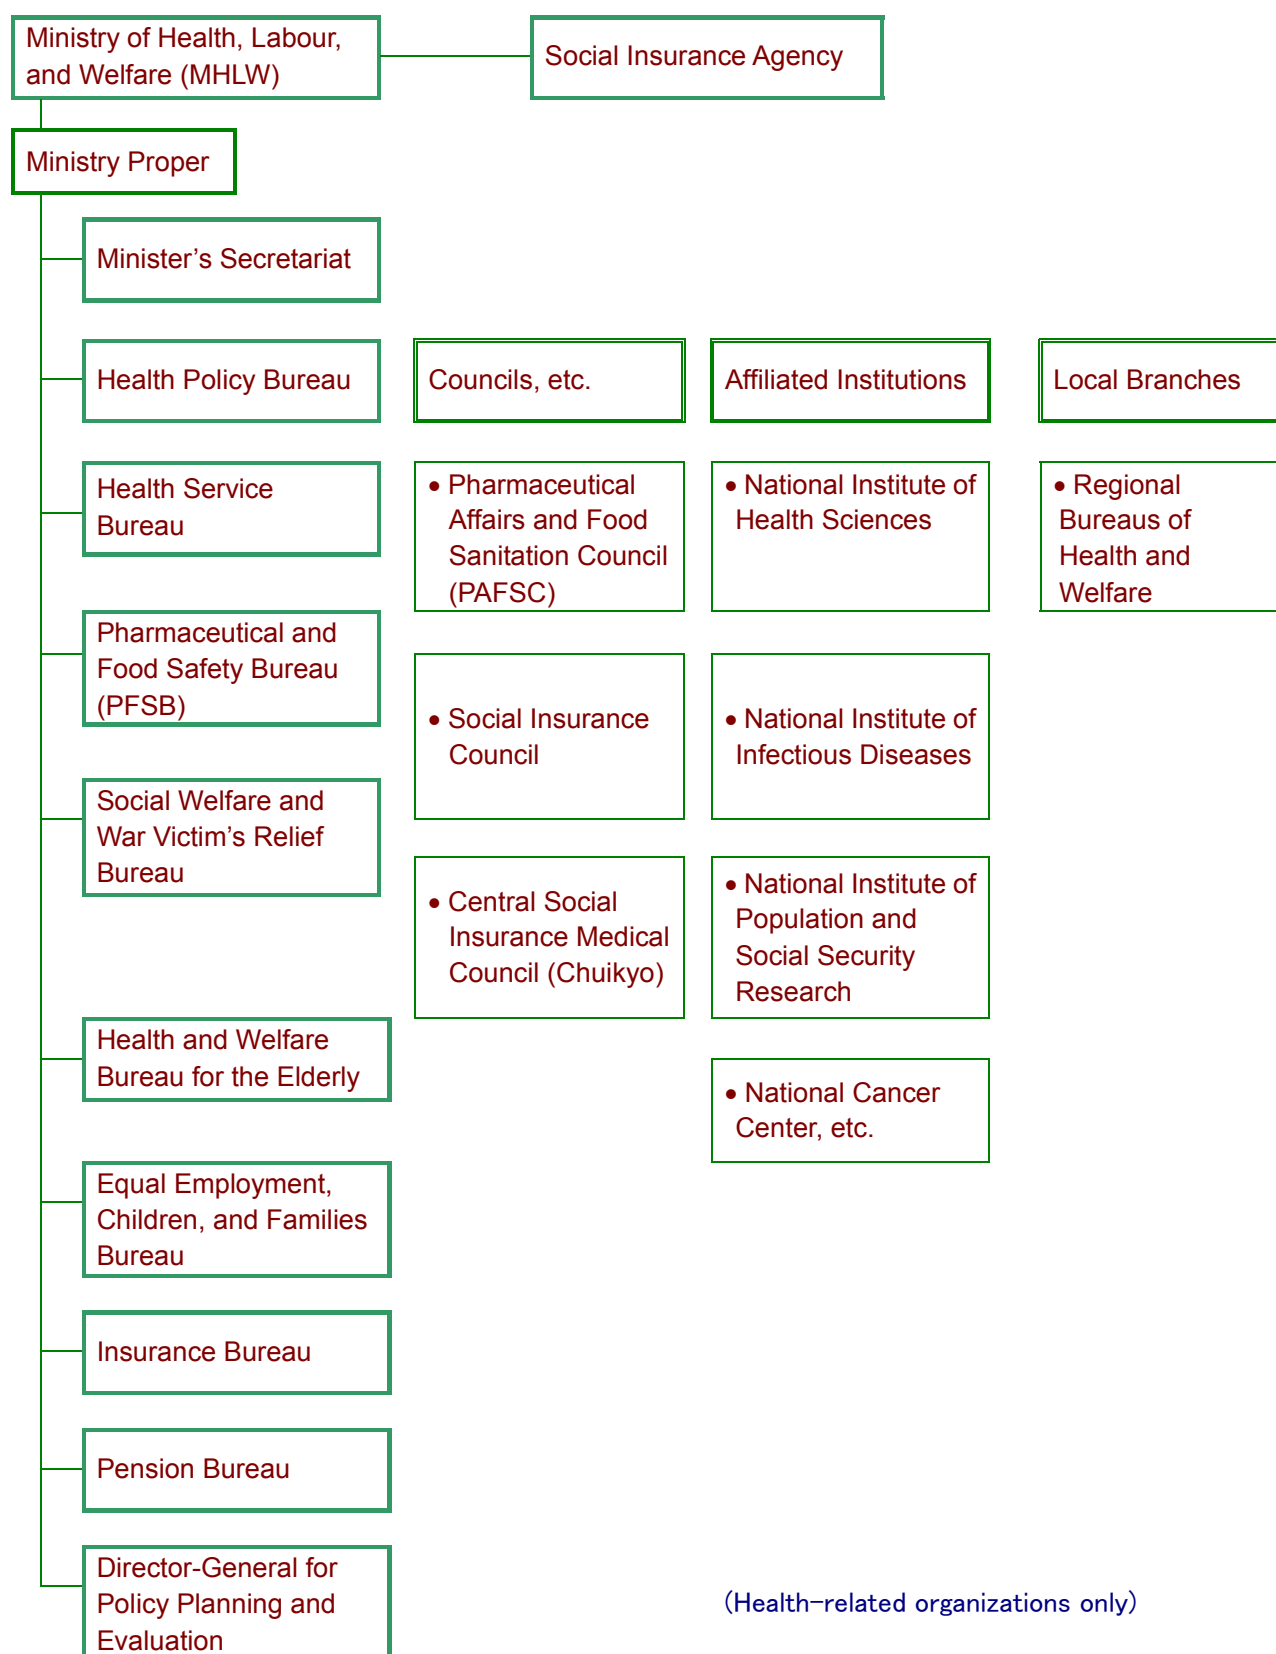 Ministry of Health, Labour,
and Welfare (MHLW)
Social Insurance Agency
Ministry Proper
Minister’s Secretariat
Health Policy Bureau
Councils, etc.
Affiliated Institutions
Local Branches
Health Service
Bureau
• Pharmaceutical
Affairs and Food
Sanitation Council
(PAFSC)
• National Institute of
Health Sciences
• Regional
Bureaus of
Health and
Welfare
Pharmaceutical and
Food Safety Bureau
(PFSB)
• Social Insurance
Council
• National Institute of
Infectious Diseases
Social Welfare and
War Victim’s Relief
Bureau
• Central Social
Insurance Medical
Council (Chuikyo)
• National Institute of
Population and
Social Security
Research
Health and Welfare
Bureau for the Elderly
• National Cancer
Center, etc.
Equal Employment,
Children, and Families
Bureau
Insurance Bureau
Pension Bureau
Director-General for
Policy Planning and
Evaluation
(Health-related organizations only)